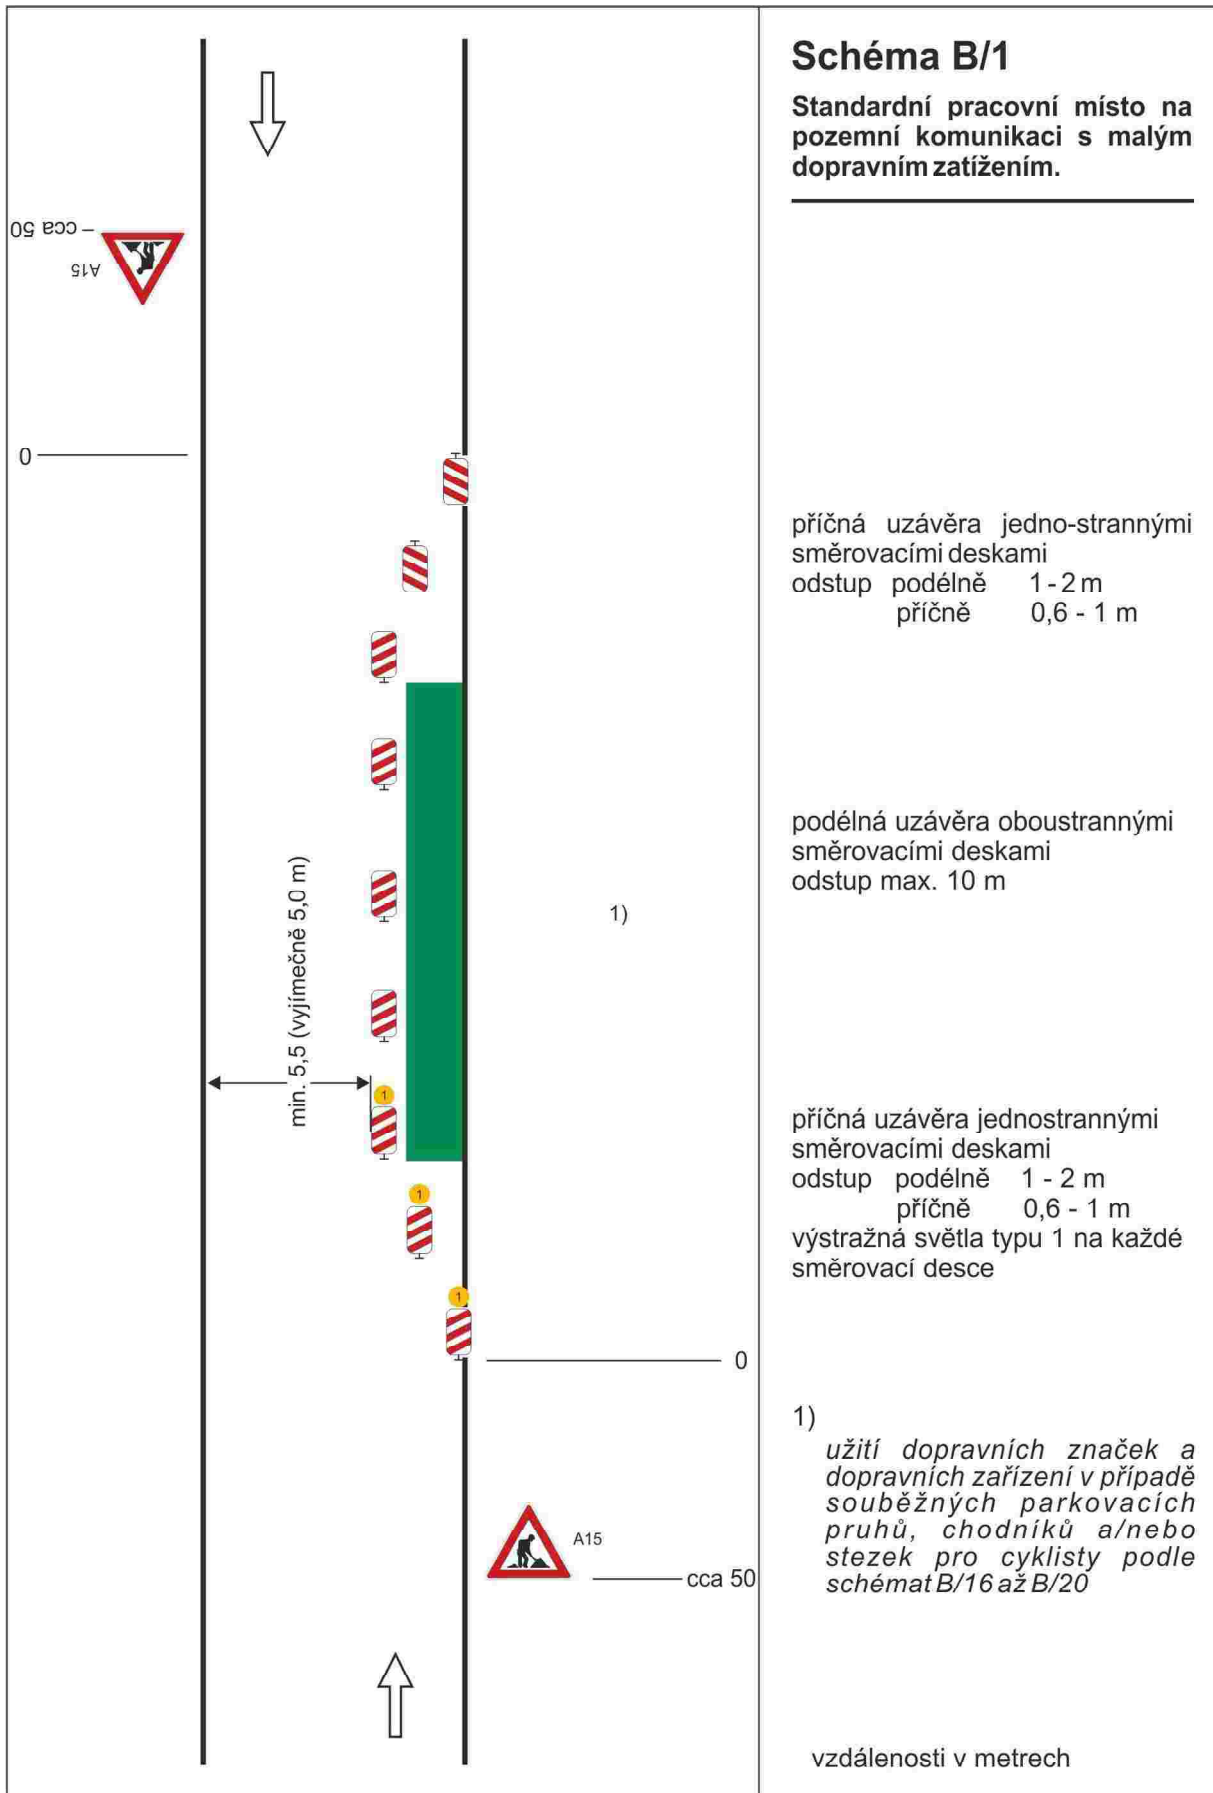 Schéma B/1
Standardní pracovní místo na
pozemní komunikaci s malým
dopravním zatížením.
cca 50
A15
0
příčná uzávěra jedno-strannými
směrovacími deskami
odstup podélně 1 - 2 m
příčně 0,6 - 1 m
podélná uzávěra oboustrannými
směrovacími deskami
odstup max. 10 m
1)
min. 5,5 (vyjímečně 5,0 m)
1
1
1
příčná uzávěra jednostrannými
směrovacími deskami
odstup podélně 1 - 2 m
příčně 0,6 - 1 m
výstražná světla typu 1 na každé
směrovací desce
0
A15
cca 50
1)
užití dopravních značek a
dopravních zařízení v případě
souběžných parkovacích
pruhů, chodníků a/nebo
stezek pro cyklisty podle
schémat B/16 až B/20
vzdálenosti v metrech